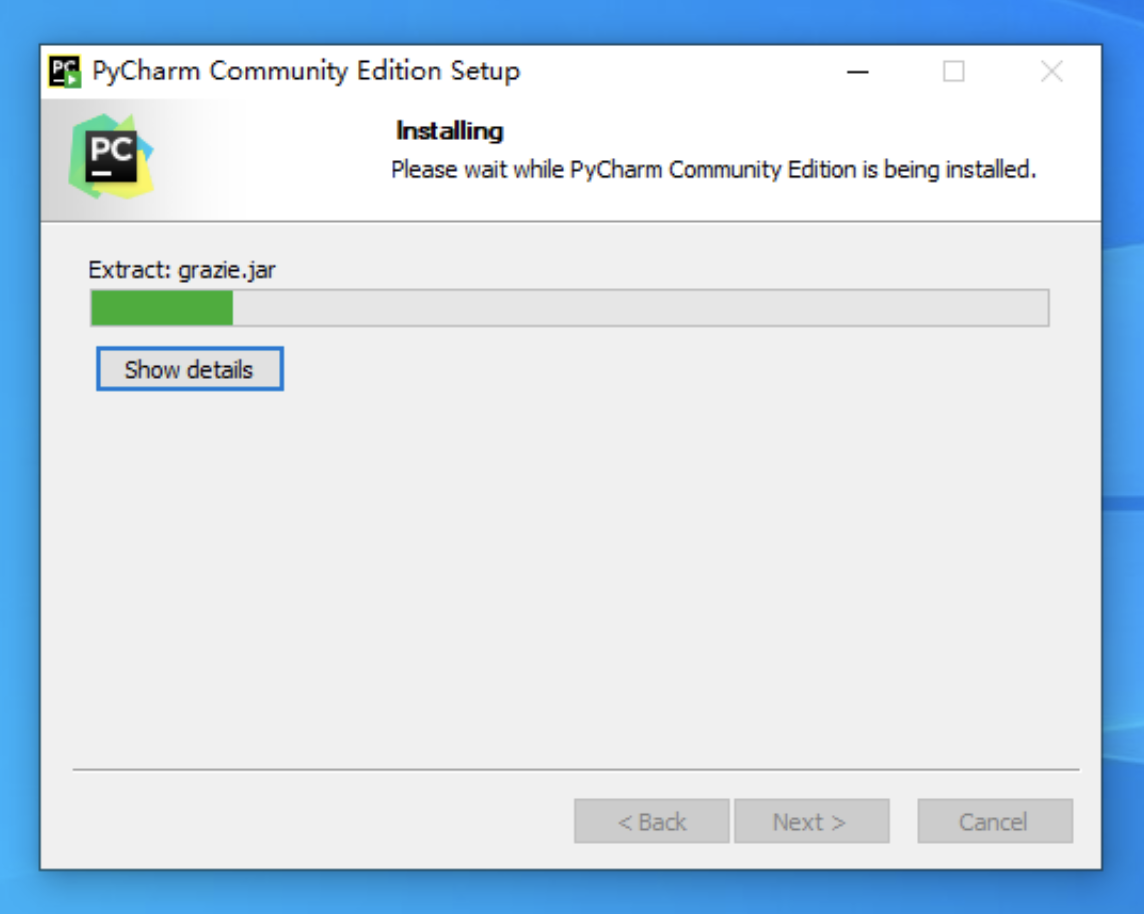 PyCharm Community Edition Setup
PC
Installing
Please wait while PyCharm Community Edition is being installed.
Extract: grazie.jar
Show details
< Back
Next >
Cancel